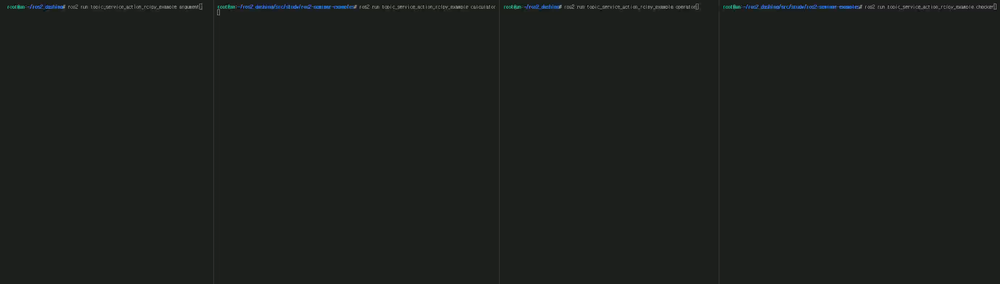 root@an:~/ros2_dashing# ros2 run topic_service_action_rclpy_example argument
root@an:~/ros2_dashing/src/study/ros2-seminar-examples# ros2 run topic_service_action_rclpy_example calculator
root@an:~/ros2_dashing# ros2 run topic_service_action_rclpy_example operator
root@an:~/ros2_dashing/src/study/ros2-seminar-examples# ros2 run topic_service_action_rclpy_example checker